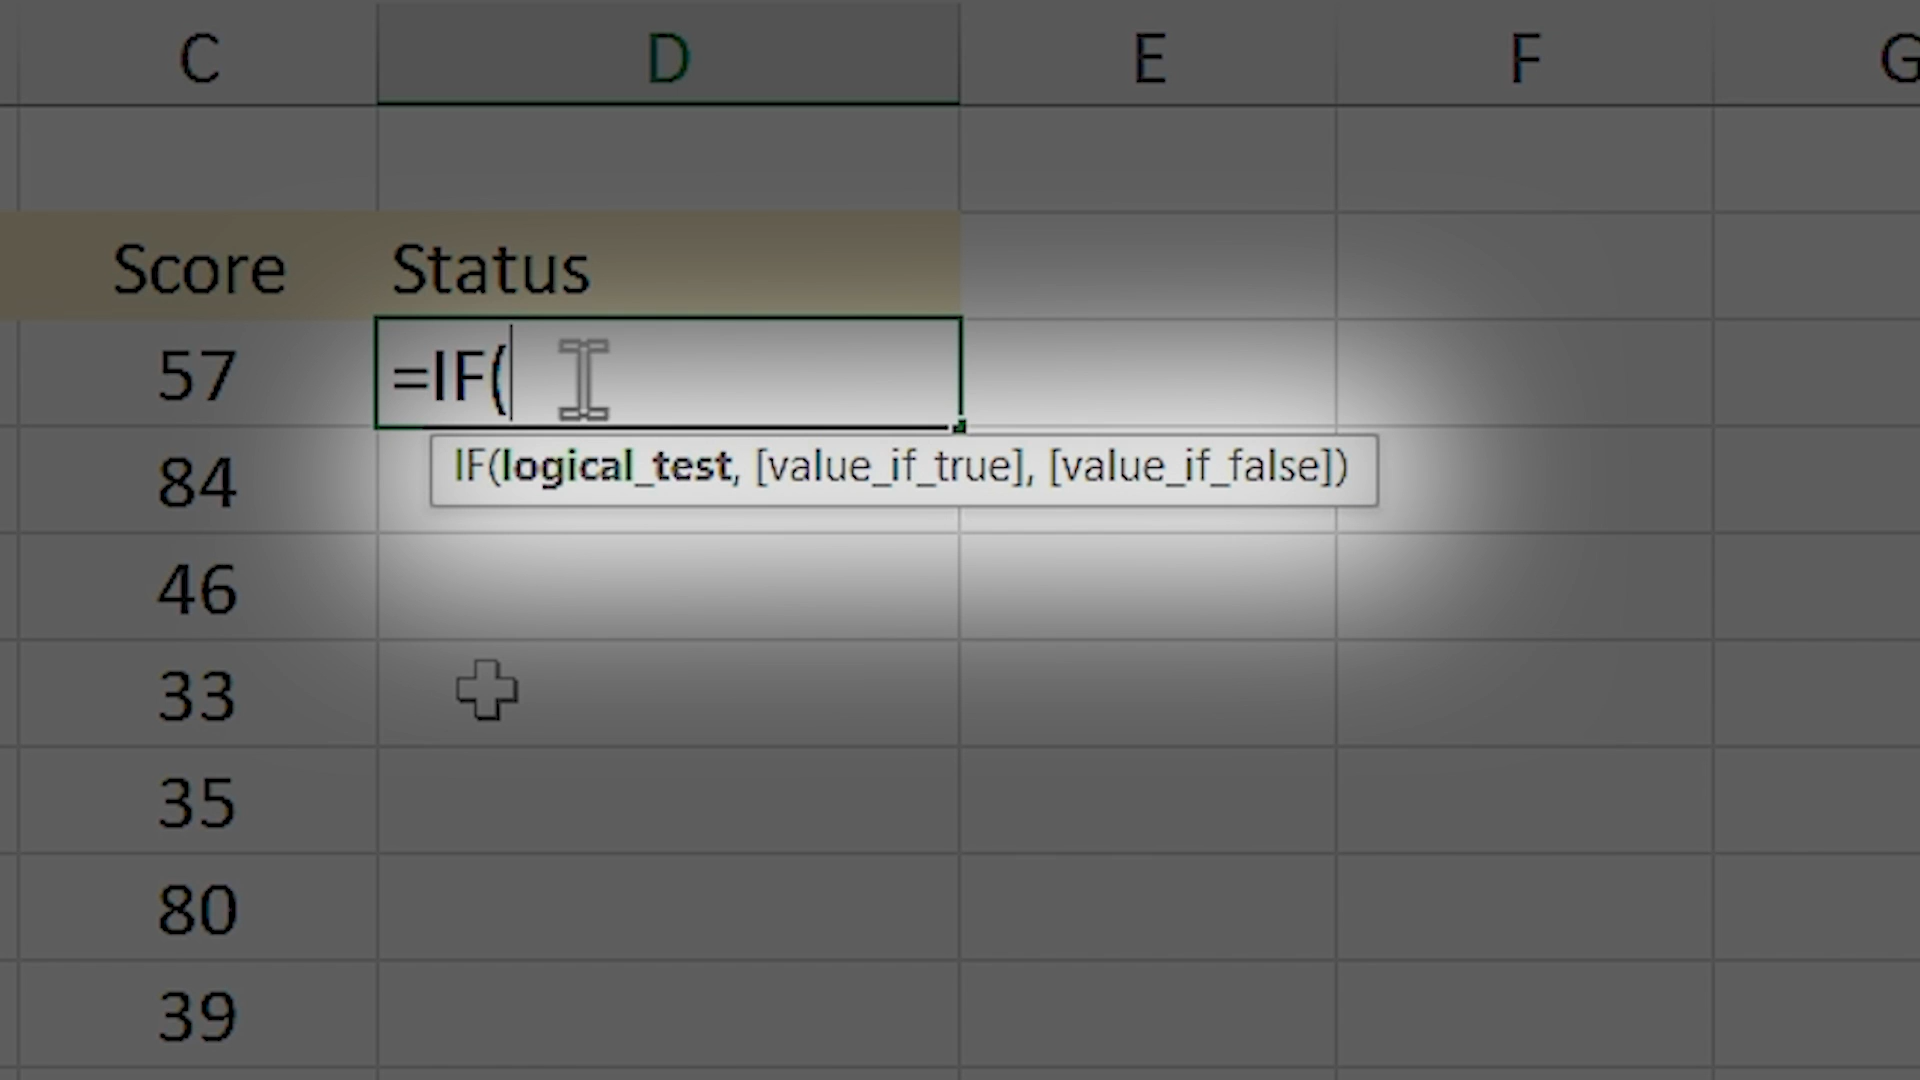 C D E F G
Score Status
57 =IF(
IF(logical_test, [value_if_true], [value_if_false])
84
46
33
35
80
39